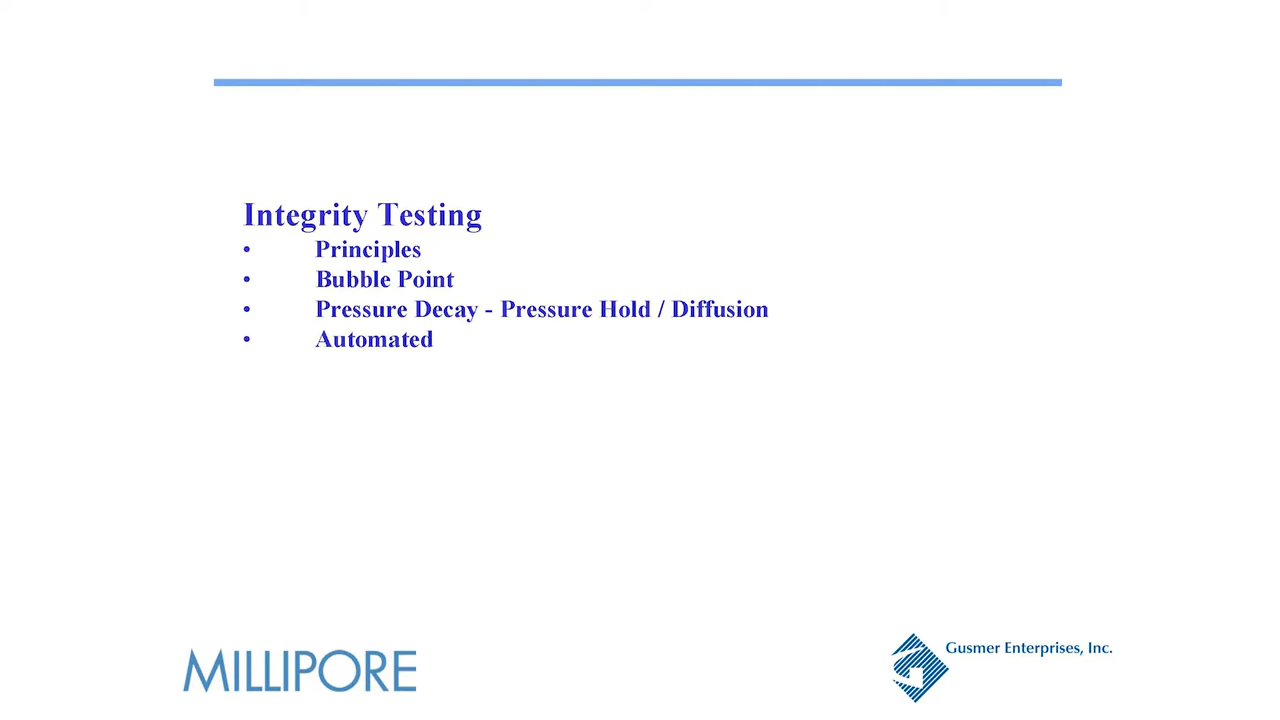 Integrity Testing
• Principles
• Bubble Point
• Pressure Decay - Pressure Hold / Diffusion
• Automated
MILLIPORE
Gusmer Enterprises, Inc.